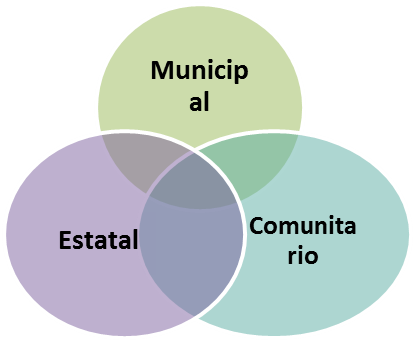 Municip
al
Estatal
Comunita
rio